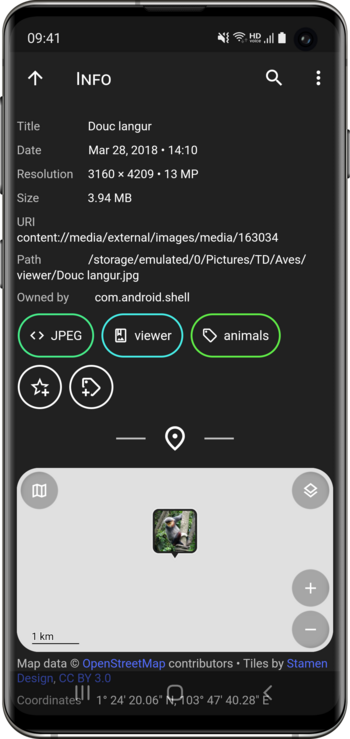 09:41
HD
INFO
Title Douc langur
Date Mar 28, 2018 • 14:10
Resolution 3160 × 4209 • 13 MP
Size 3.94 MB
URI
content://media/external/images/media/163034
Path /storage/emulated/0/Pictures/TD/Aves/
viewer/Douc langur.jpg
Owned by com.android.shell
JPEG viewer animals
1 km
Map data © OpenStreetMap contributors • Tiles by Stamen
Design, CC BY 3.0
Coordinates 1° 24′ 20.06″ N, 103° 47′ 40.28″ E